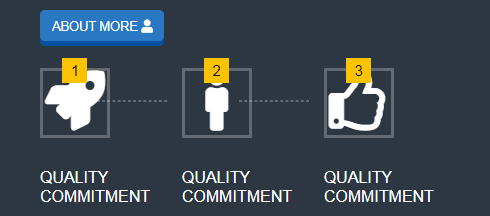 ABOUT MORE
1
2
3
QUALITY
COMMITMENT
QUALITY
COMMITMENT
QUALITY
COMMITMENT